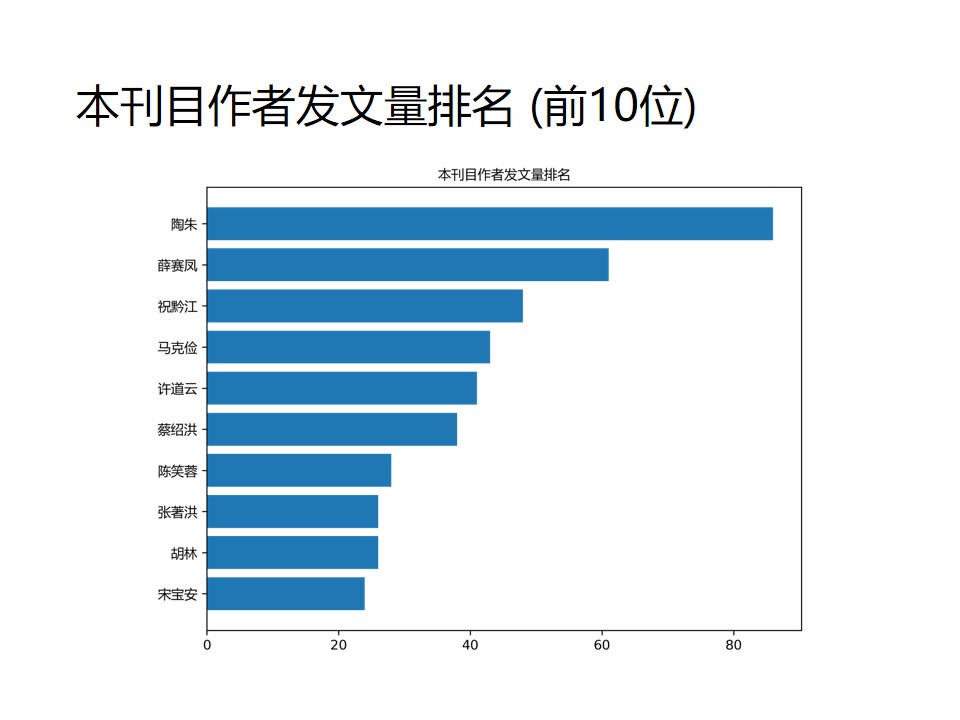 本刊目作者发文量排名 (前10位)
本刊目作者发文量排名
陶朱
薛赛凤
祝黔江
马克俭
许道云
蔡绍洪
陈笑蓉
张著洪
胡林
宋宝安
0 20 40 60 80